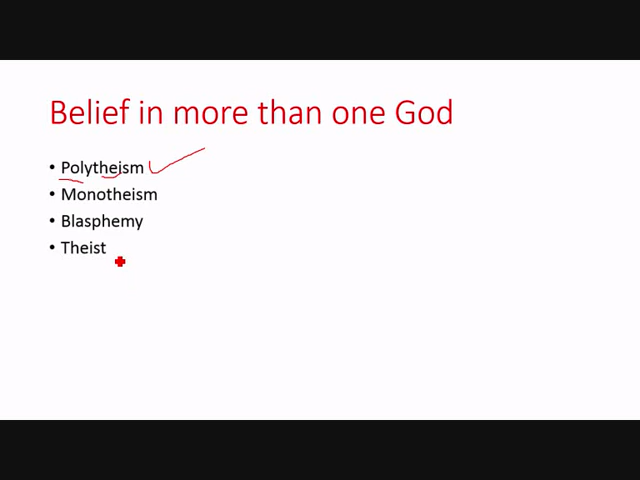 Belief in more than one God
• Polytheism
• Monotheism
• Blasphemy
• Theist